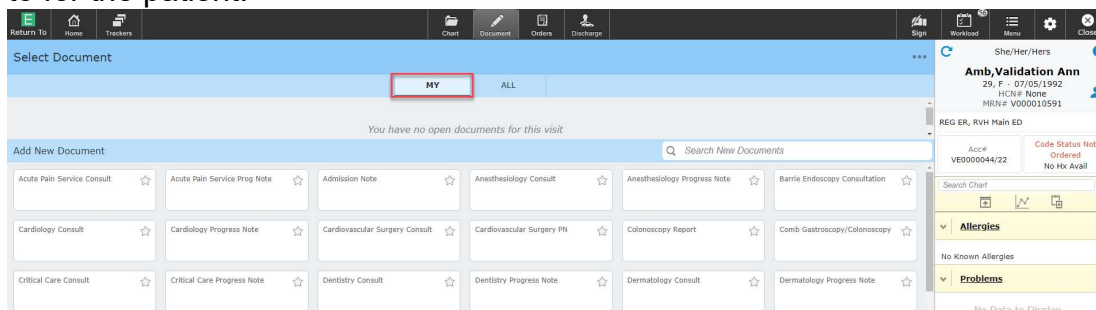 to for the patient.
Return To Home Trackers Chart Document Orders Discharge Sign Workload 56 Menu Close
Select Document
MY ALL
You have no open documents for this visit
Add New Document
Search New Documents
Acute Pain Service Consult
Acute Pain Service Prog Note
Admission Note
Anesthesiology Consult
Anesthesiology Progress Note
Barrie Endoscopy Consultation
Cardiology Consult
Cardiology Progress Note
Cardiovascular Surgery Consult
Cardiovascular Surgery PN
Colonoscopy Report
Comb Gastroscopy/Colonoscopy
Critical Care Consult
Critical Care Progress Note
Dentistry Consult
Dentistry Progress Note
Dermatology Consult
Dermatology Progress Note
She/Her/Hers
Amb,Validation Ann
29, F · 07/05/1992
HCN# None
MRN# V000010591
REG ER, RVH Main ED
Acc#
VE0000044/22
Code Status Not
Ordered
No Hx Avail
Search Chart
Allergies
No Known Allergies
Problems
No Data to Display